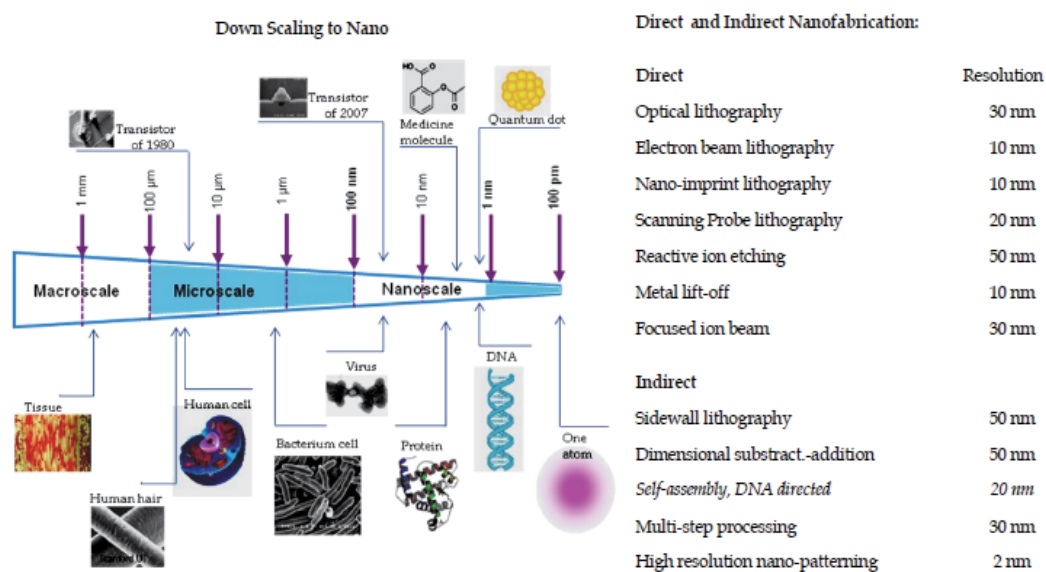 Down Scaling to Nano
Transistor
of 1980
Transistor
of 2007
HO
O
O
O
Medicine
molecule
Quantum dot
1 mm
100 µm
10 µm
1 µm
100 nm
10 nm
1 nm
100 pm
Macroscale
Microscale
Nanoscale
Tissue
Human hair
Human cell
Bacterium cell
Virus
Protein
DNA
One
atom
Direct and Indirect Nanofabrication:
Direct Resolution
Optical lithography 30 nm
Electron beam lithography 10 nm
Nano-imprint lithography 10 nm
Scanning Probe lithography 20 nm
Reactive ion etching 50 nm
Metal lift-off 10 nm
Focused ion beam 30 nm
Indirect
Sidewall lithography 50 nm
Dimensional substract.-addition 50 nm
Self-assembly, DNA directed 20 nm
Multi-step processing 30 nm
High resolution nano-patterning 2 nm